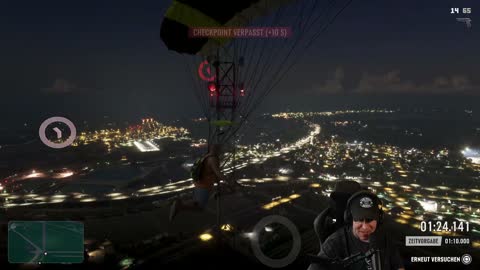 14 65
CHECKPOINT VERPASST (+10 S)
01:24.141
ZEITVORGABE 01:10.000
ERNEUT VERSUCHEN